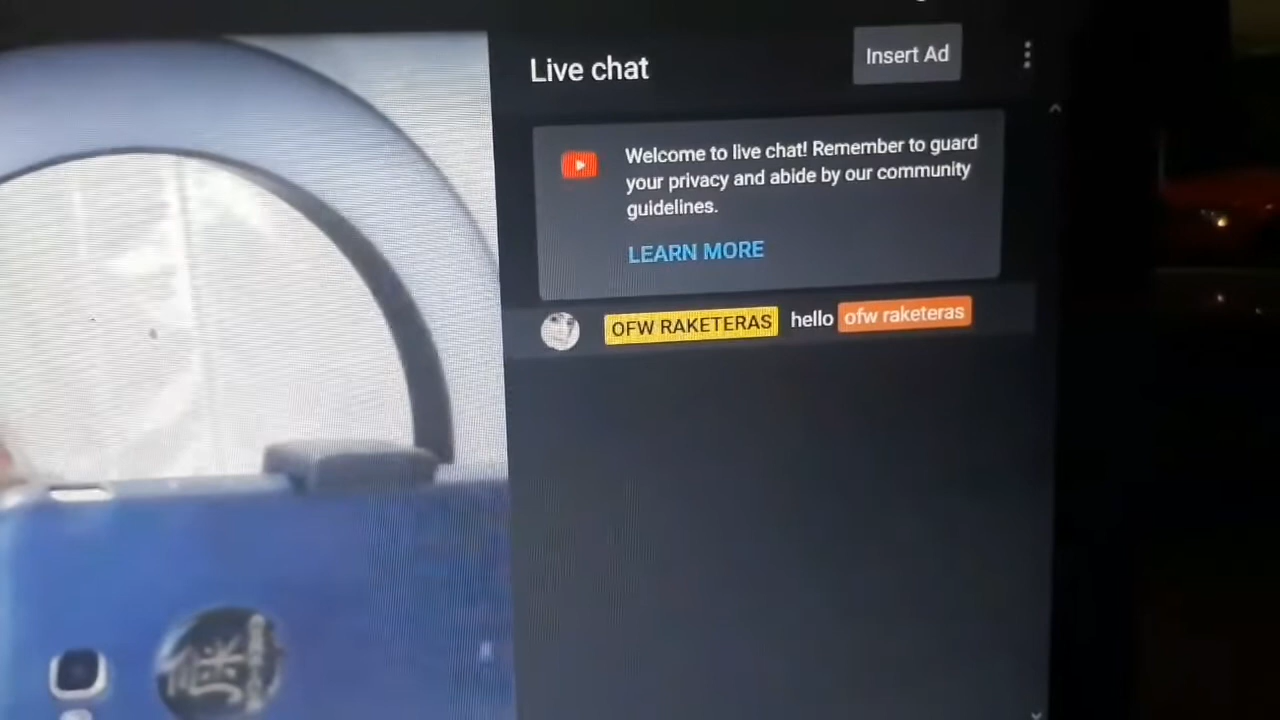 Live chat
Insert Ad
Welcome to live chat! Remember to guard
your privacy and abide by our community
guidelines.
LEARN MORE
OFW RAKETERAS hello ofw raketeras